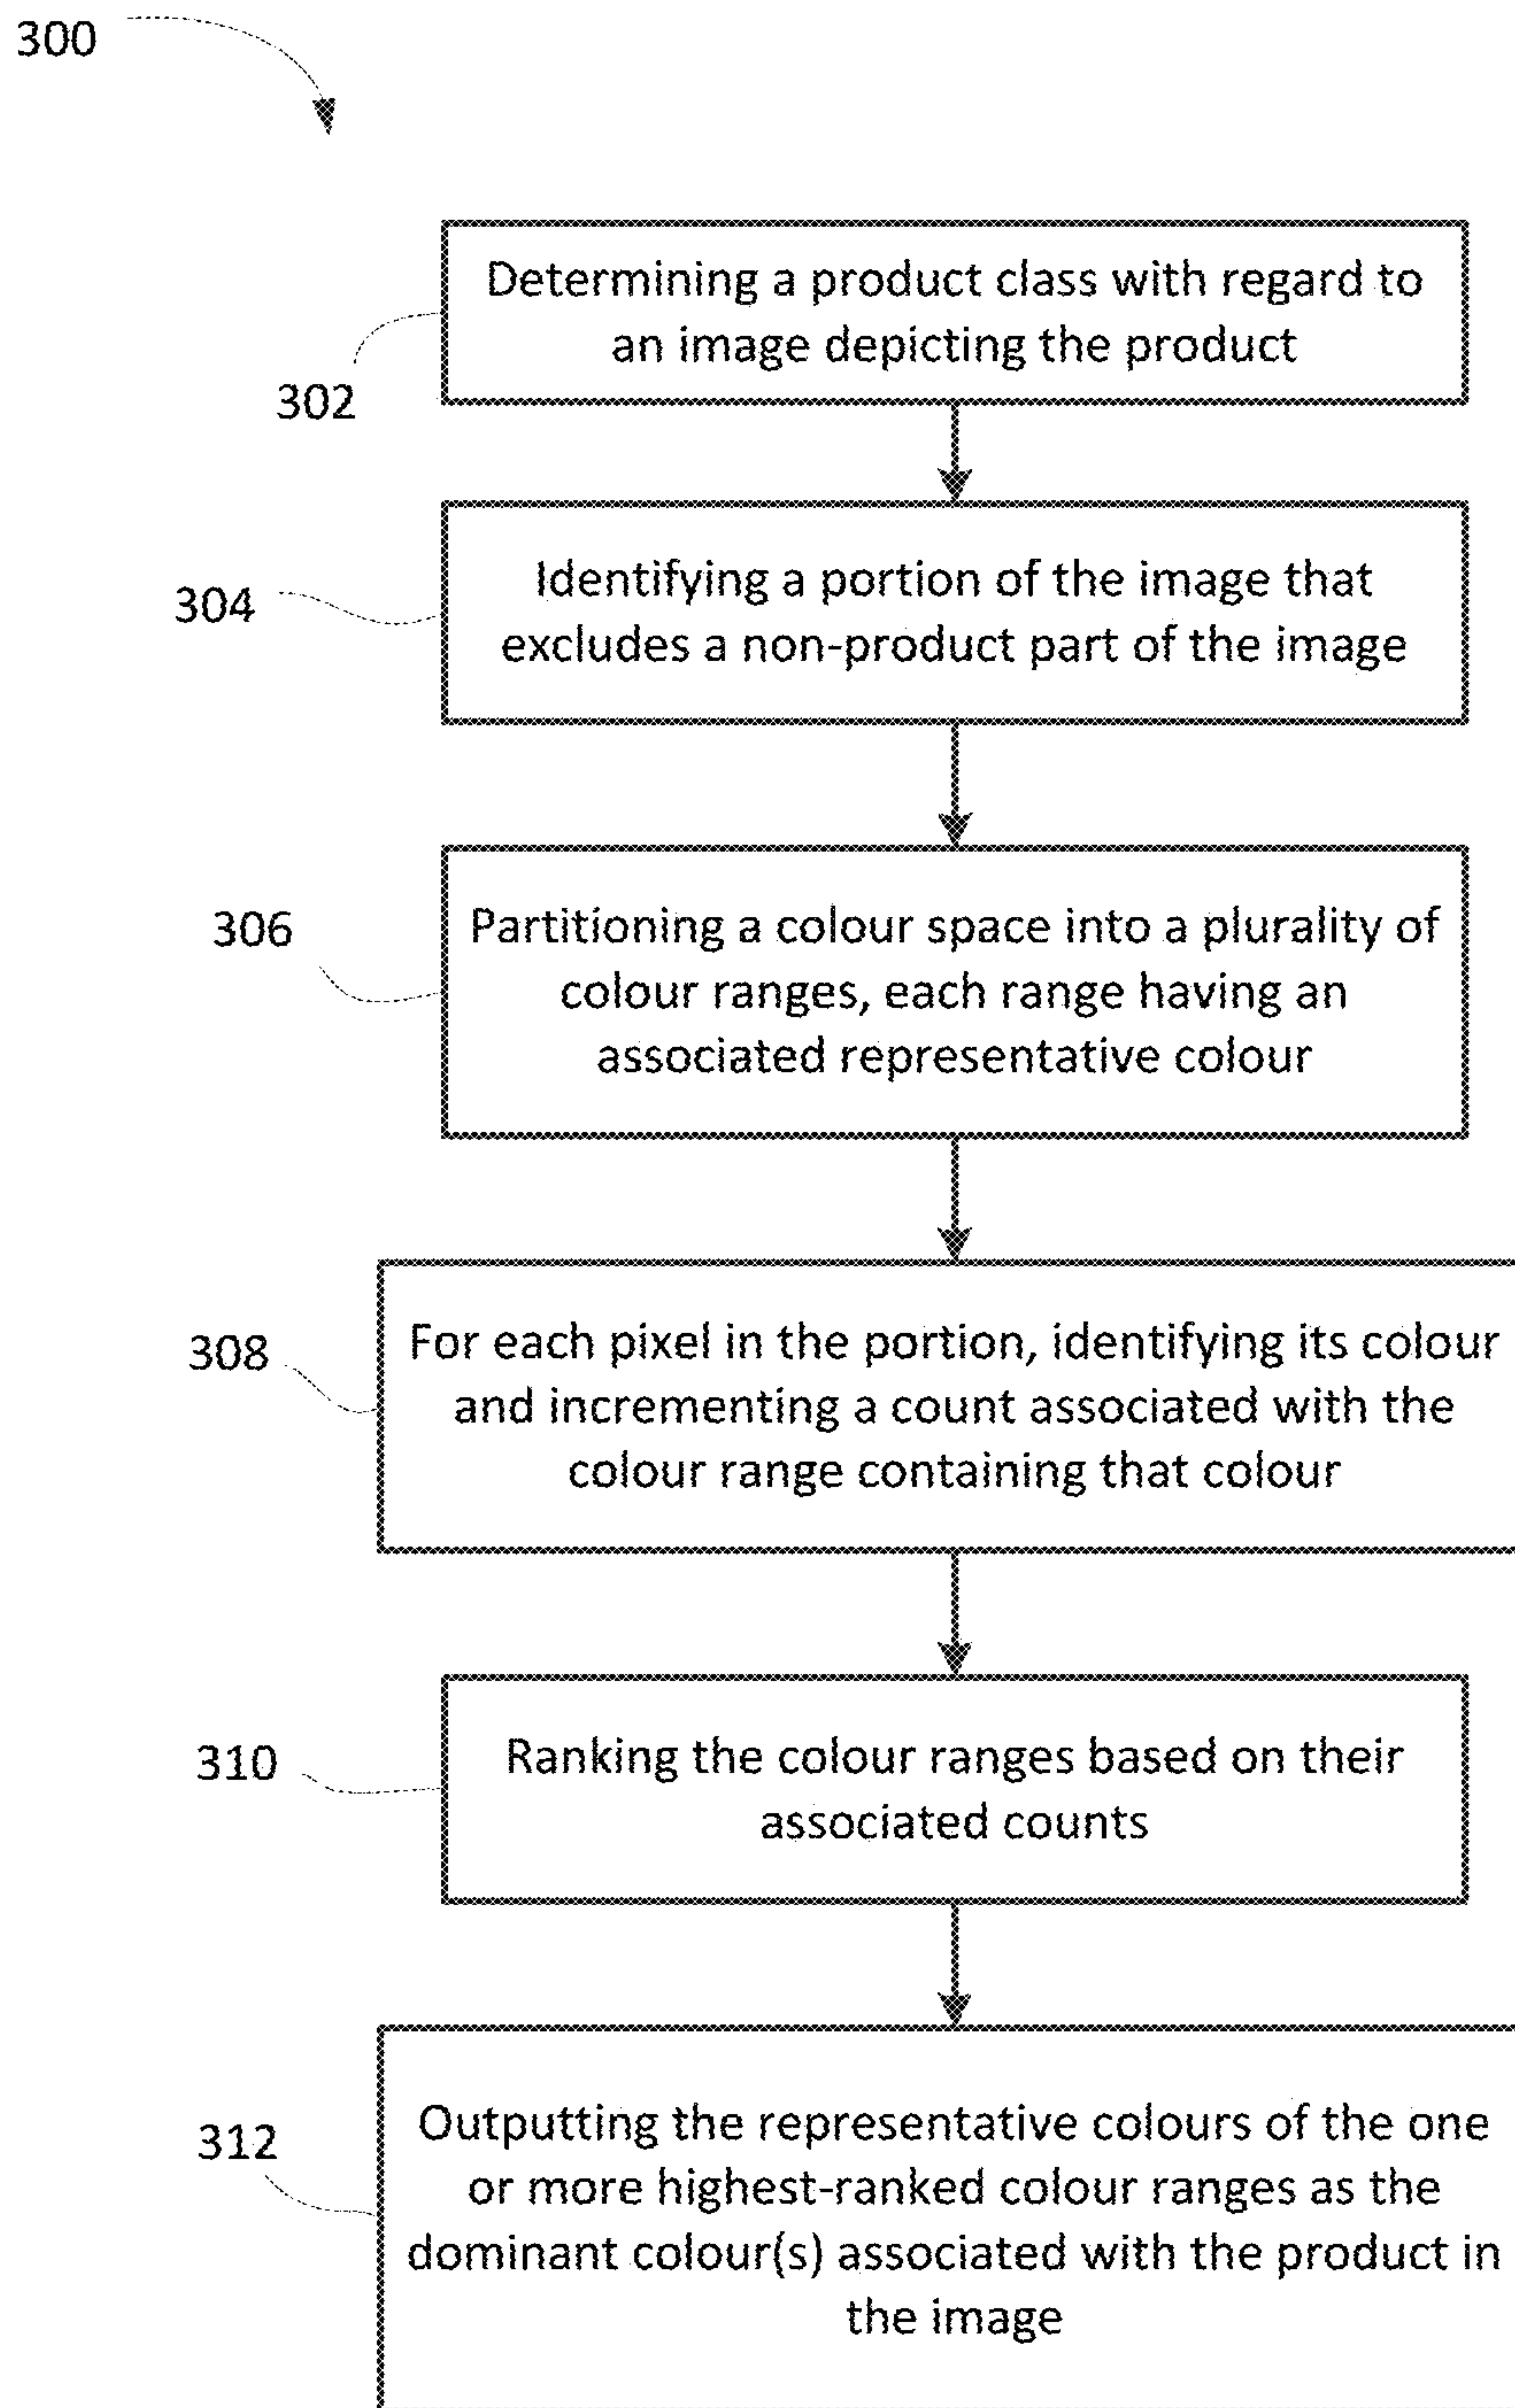 300
Determining a product class with regard to
an image depicting the product
302
Identifying a portion of the image that
excludes a non-product part of the image
304
Partitioning a colour space into a plurality of
colour ranges, each range having an
associated representative colour
306
For each pixel in the portion, identifying its colour
and incrementing a count associated with the
colour range containing that colour
308
Ranking the colour ranges based on their
associated counts
310
Outputting the representative colours of the one
or more highest-ranked colour ranges as the
dominant colour(s) associated with the product in
the image
312